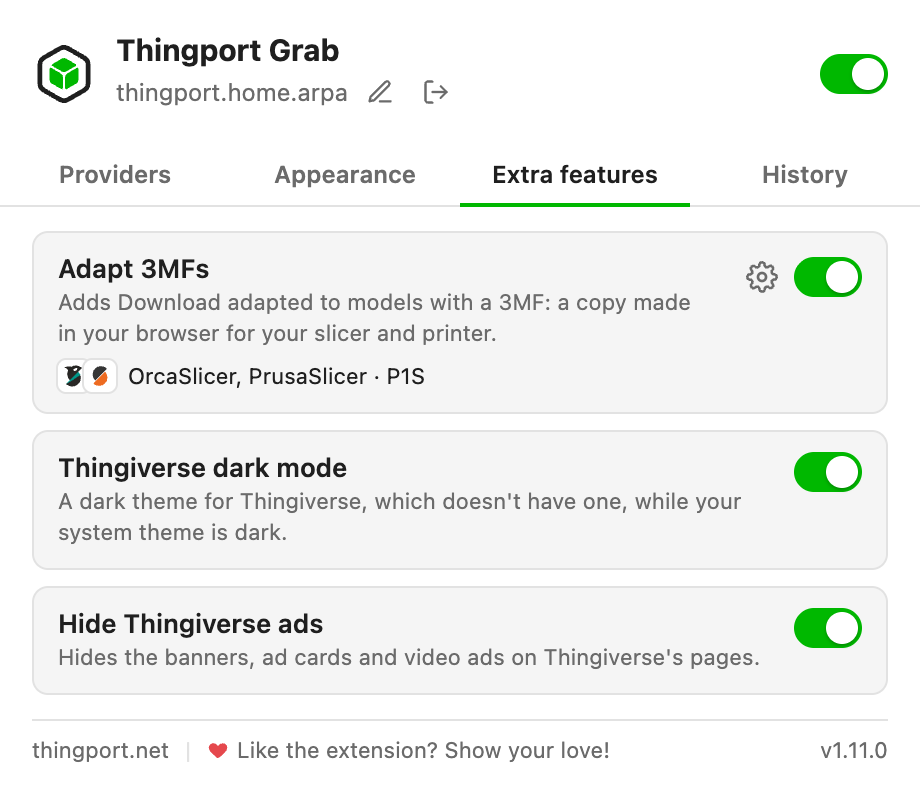 Thingport Grab
thingport.home.arpa
Providers
Appearance
Extra features
History
Adapt 3MFs
Adds Download adapted to models with a 3MF: a copy made
in your browser for your slicer and printer.
OrcaSlicer, PrusaSlicer · P1S
Thingiverse dark mode
A dark theme for Thingiverse, which doesn't have one, while your
system theme is dark.
Hide Thingiverse ads
Hides the banners, ad cards and video ads on Thingiverse's pages.
thingport.net
Like the extension? Show your love!
v1.11.0